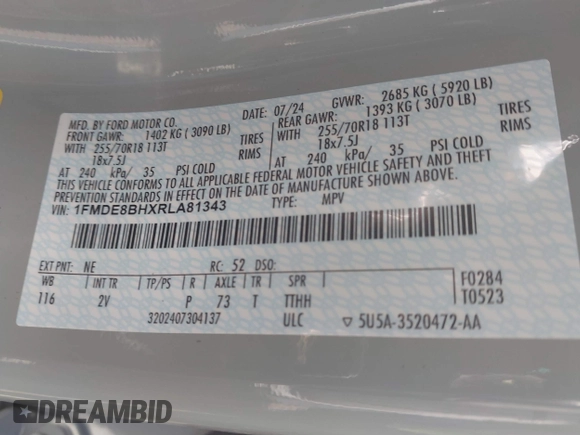 MFD. BY FORD MOTOR CO.
DATE: 07/24 GVWR: 2685 KG ( 5920 LB)
FRONT GAWR: 1402 KG ( 3090 LB) REAR GAWR: 1393 KG ( 3070 LB)
WITH 255/70R18 113T TIRES WITH 255/70R18 113T TIRES
18x7.5J RIMS 18x7.5J RIMS
AT 240 kPa/ 35 PSI COLD AT 240 kPa/ 35 PSI COLD
THIS VEHICLE CONFORMS TO ALL APPLICABLE FEDERAL MOTOR VEHICLE SAFETY AND THEFT
PREVENTION STANDARDS IN EFFECT ON THE DATE OF MANUFACTURE SHOWN ABOVE.
VIN: 1FMDE8BHXRLA81343 TYPE: MPV
EXT PNT: NE RC: 52 DSO:
WB INT TR TP/PS R AXLE TR SPR F0284
116 2V P 73 T TTHH T0523
3202407304137 ULC ▽ 5U5A-3520472-AA
DREAMBID